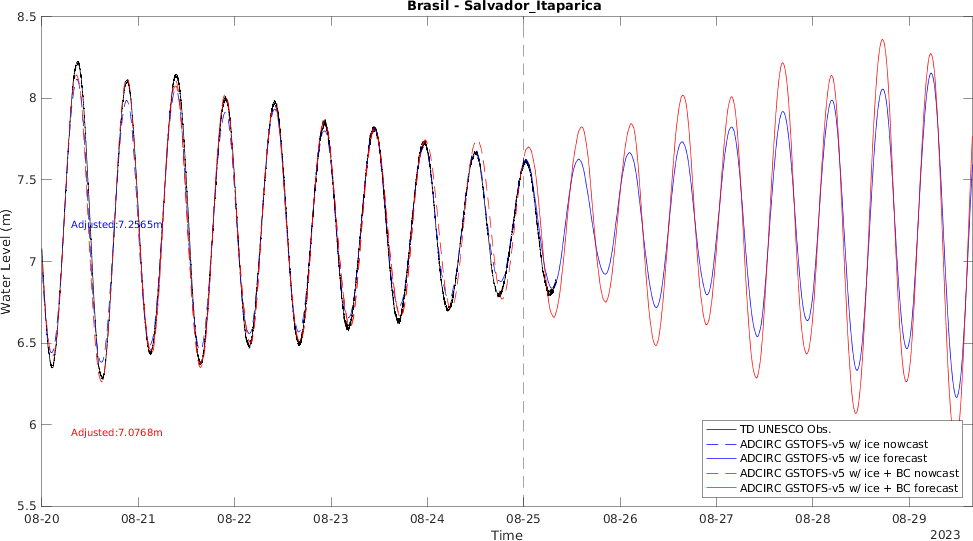 Brasil - Salvador_Itaparica
8.5
8
7.5
7
6.5
6
5.5
Water Level (m)
Adjusted:7.2565m
Adjusted:7.0768m
TD UNESCO Obs.
ADCIRC GSTOFS-v5 w/ ice nowcast
ADCIRC GSTOFS-v5 w/ ice forecast
ADCIRC GSTOFS-v5 w/ ice + BC nowcast
ADCIRC GSTOFS-v5 w/ ice + BC forecast
08-20 08-21 08-22 08-23 08-24 08-25 08-26 08-27 08-28 08-29
Time
2023